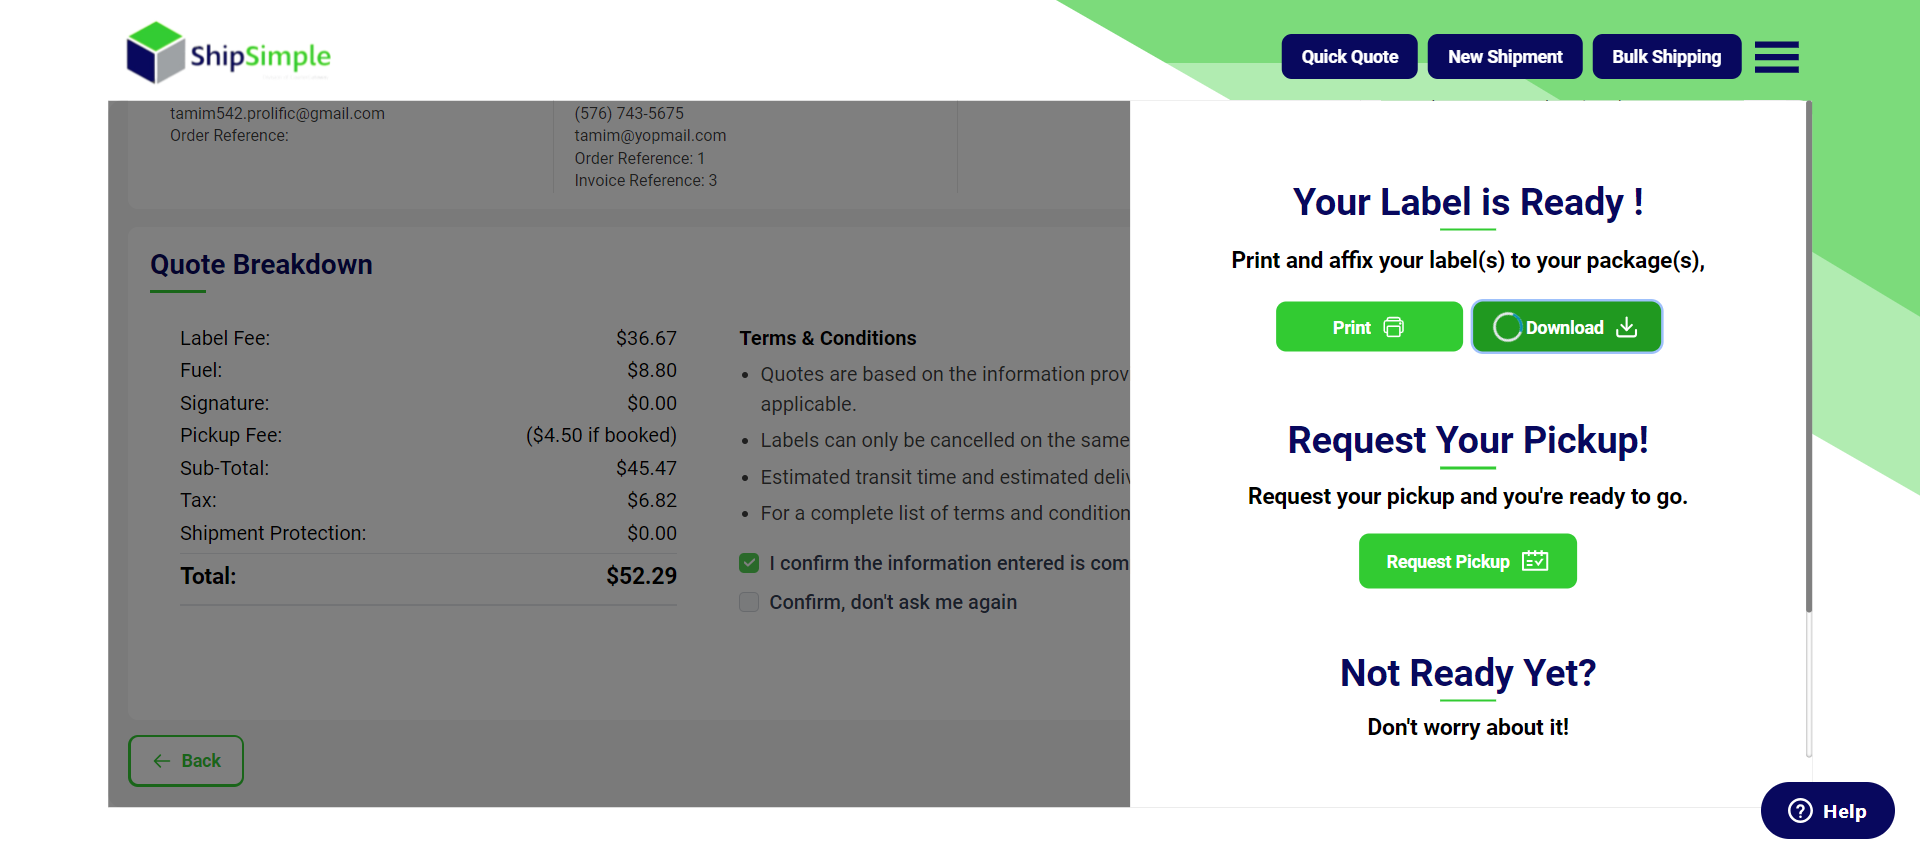 ShipSimple
Quick Quote
New Shipment
Bulk Shipping
tamim542.prolific@gmail.com
Order Reference:
(576) 743-5675
tamim@yopmail.com
Order Reference: 1
Invoice Reference: 3
Quote Breakdown
Label Fee: $36.67
Fuel: $8.80
Signature: $0.00
Pickup Fee: ($4.50 if booked)
Sub-Total: $45.47
Tax: $6.82
Shipment Protection: $0.00
Total: $52.29
Terms & Conditions
• Quotes are based on the information prov
applicable.
• Labels can only be cancelled on the same
• Estimated transit time and estimated deliv
• For a complete list of terms and condition
I confirm the information entered is com
Confirm, don't ask me again
Back
Your Label is Ready !
Print and affix your label(s) to your package(s),
Print
Download
Request Your Pickup!
Request your pickup and you're ready to go.
Request Pickup
Not Ready Yet?
Don't worry about it!
Help